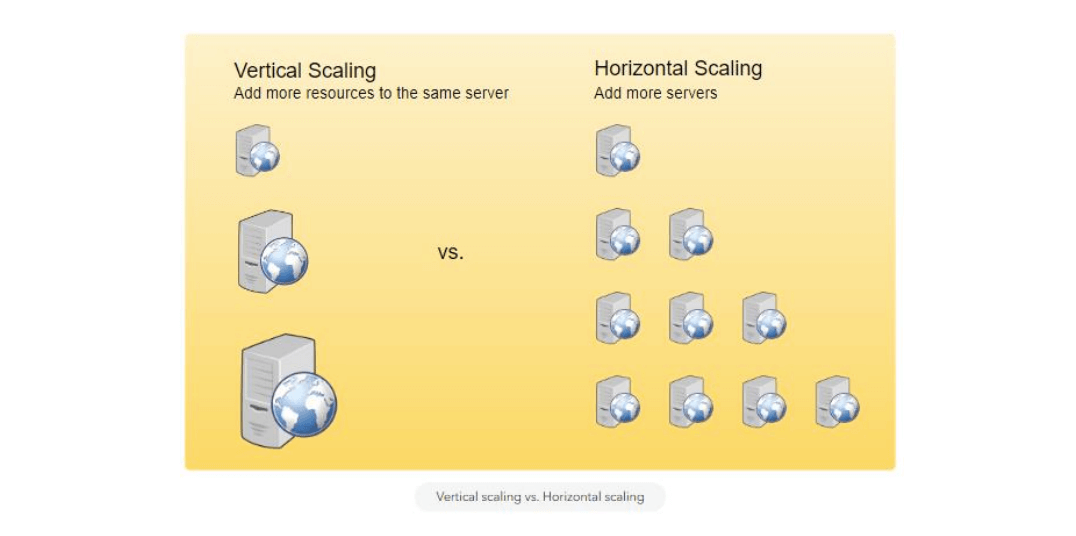 Vertical Scaling
Add more resources to the same server
vs.
Horizontal Scaling
Add more servers
Vertical scaling vs. Horizontal scaling